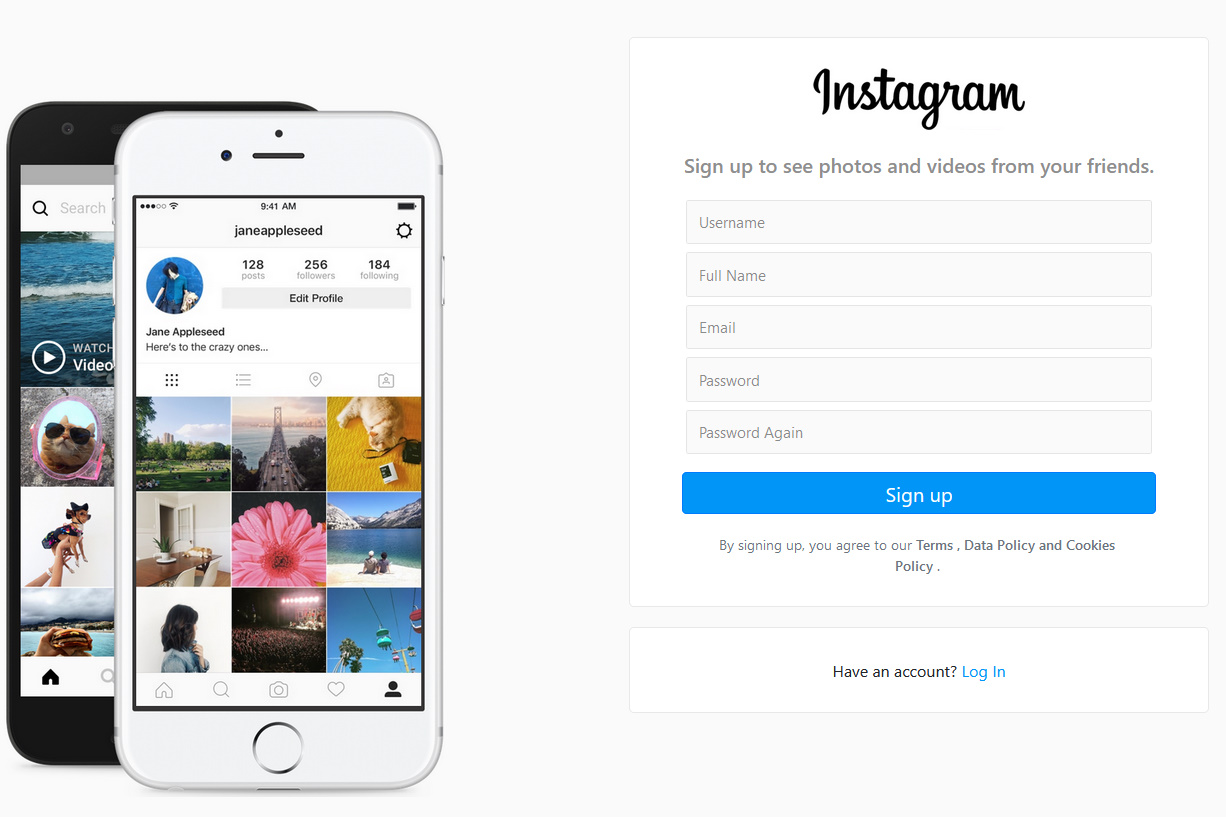 Search
WATCH
Video
9:41 AM
janeappleseed
128 256 184
posts followers following
Edit Profile
Jane Appleseed
Here's to the crazy ones...
Instagram
Sign up to see photos and videos from your friends.
Username
Full Name
Email
Password
Password Again
Sign up
By signing up, you agree to our Terms , Data Policy and Cookies
Policy .
Have an account? Log In